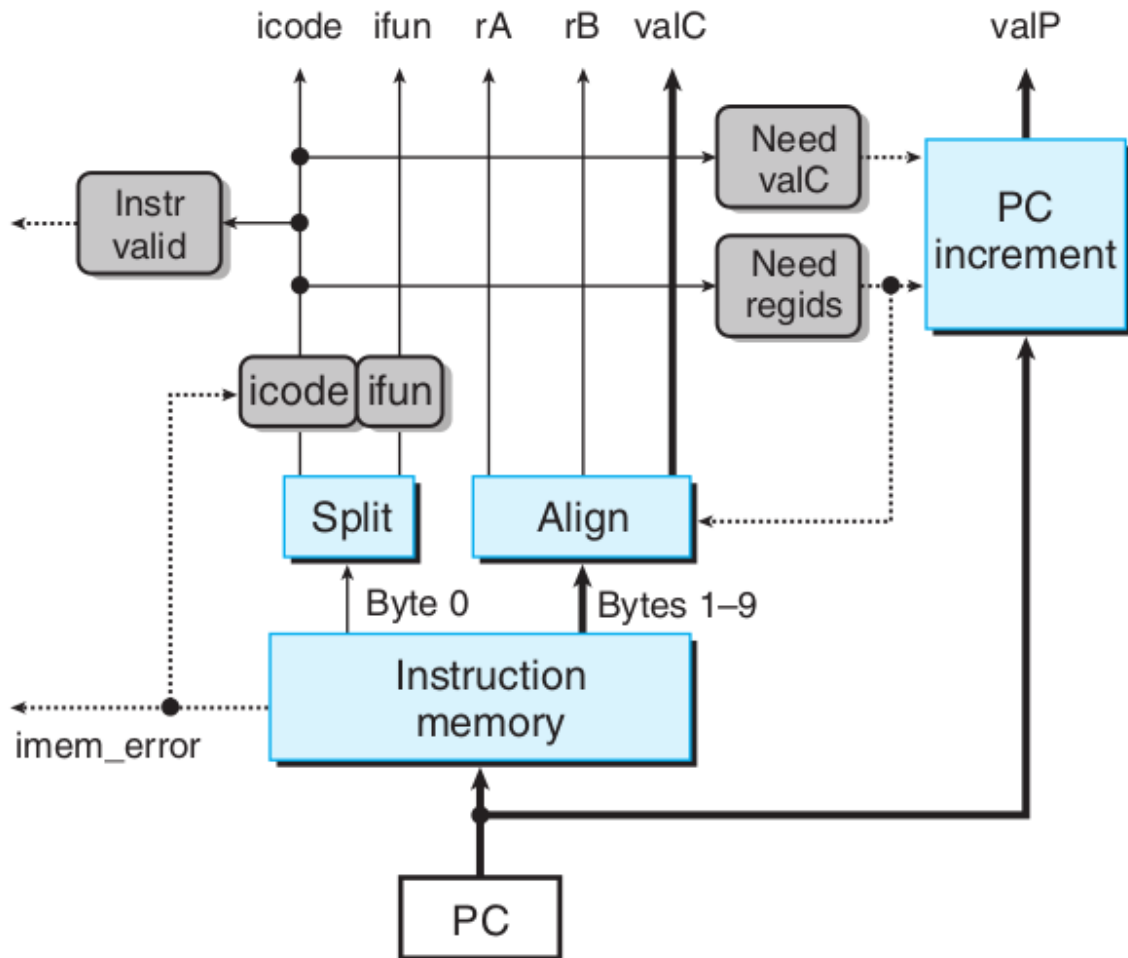 icode ifun rA rB valC valP
Need
valC
Instr
valid
PC
increment
Need
regids
icode ifun
Split
Align
Byte 0
Bytes 1–9
Instruction
memory
imem_error
PC